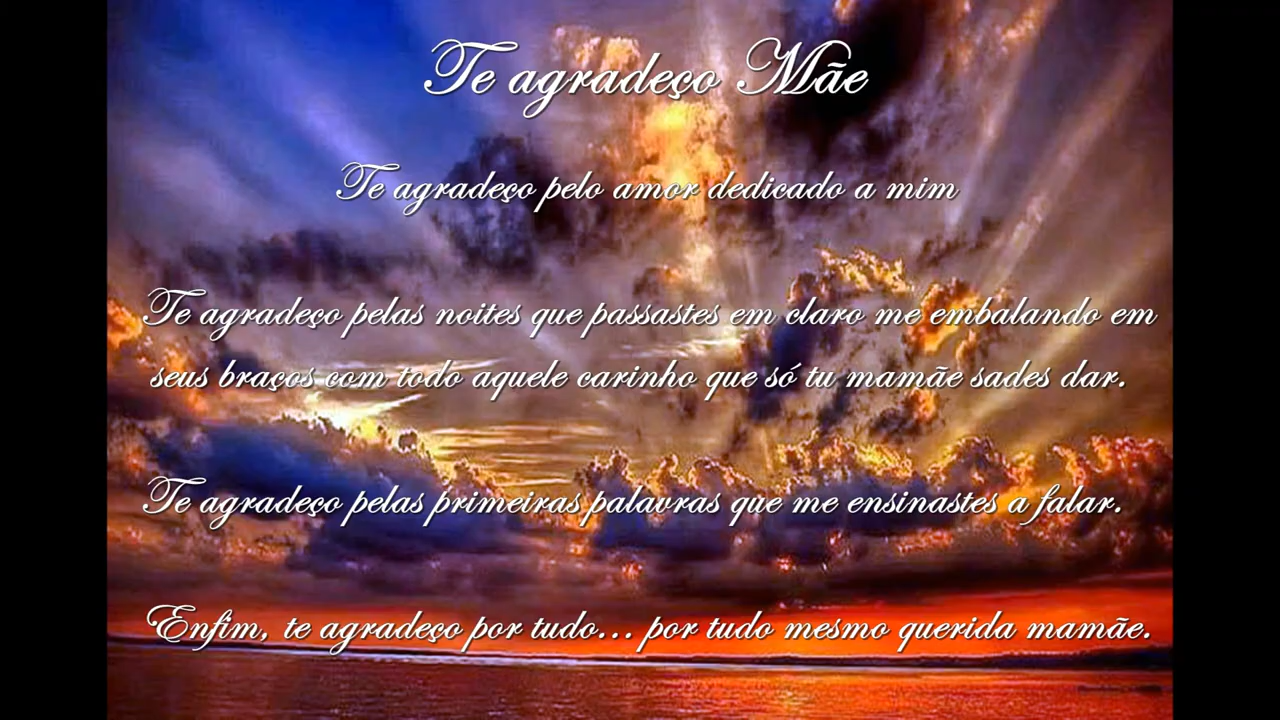 Te agradeço Mãe
Te agradeço pelo amor dedicado a mim
Te agradeço pelas noites que passastes em claro me embalando em
seus braços com todo aquele carinho que só tu mamãe sades dar.
Te agradeço pelas primeiras palavras que me ensinastes a falar.
Enfim, te agradeço por tudo... por tudo mesmo querida mamãe.